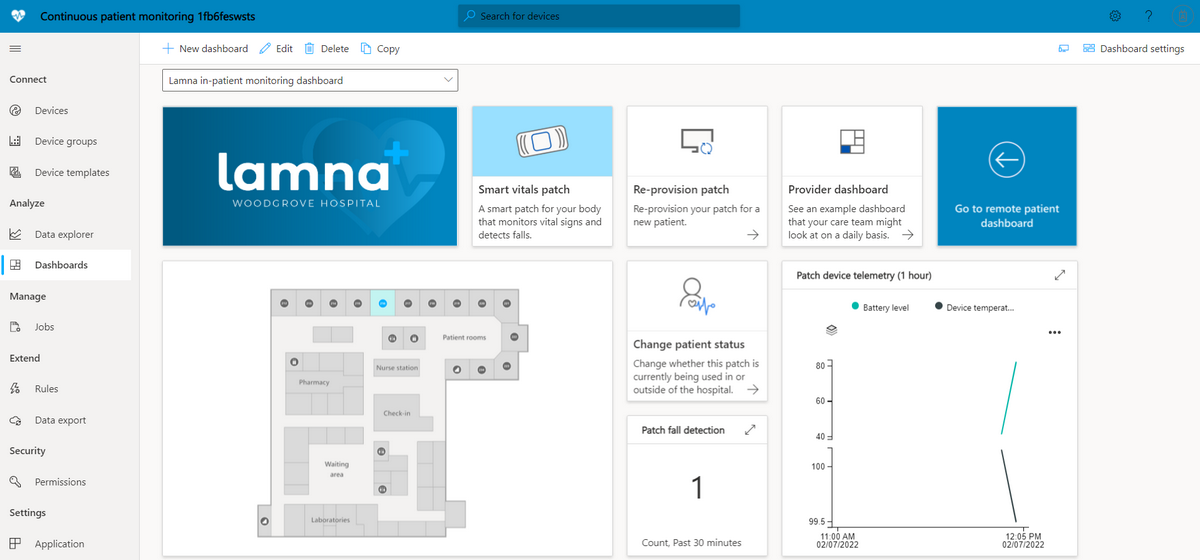 Continuous patient monitoring 1fb6feswsts
Search for devices
?
New dashboard
Edit
Delete
Copy
Dashboard settings
Connect
Devices
Device groups
Device templates
Analyze
Data explorer
Dashboards
Manage
Jobs
Extend
Rules
Data export
Security
Permissions
Settings
Application
Lamna in-patient monitoring dashboard
lamna+
WOODGROVE HOSPITAL
Smart vitals patch
A smart patch for your body
that monitors vital signs and
detects falls.
Re-provision patch
Re-provision your patch for a
new patient.
Provider dashboard
See an example dashboard
that your care team might
look at on a daily basis.
Go to remote patient
dashboard
Patient rooms
Nurse station
Pharmacy
Check-in
Waiting
area
Laboratories
Change patient status
Change whether this patch is
currently being used in or
outside of the hospital.
Patch fall detection
1
Count, Past 30 minutes
Patch device telemetry (1 hour)
Battery level
Device temperat...
80
60
40
100
99.5
11:00 AM
02/07/2022
12:05 PM
02/07/2022